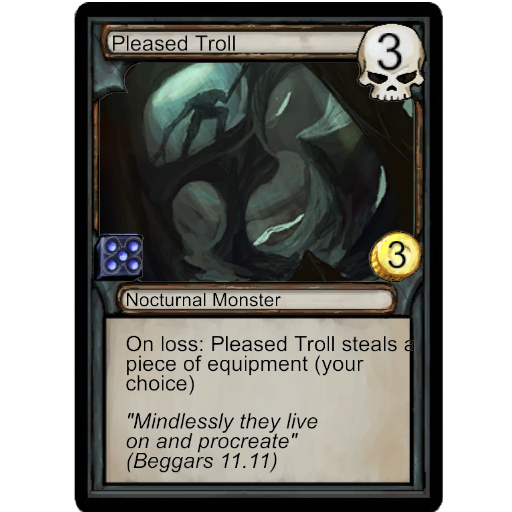 Pleased Troll
3
3
Nocturnal Monster
On loss: Pleased Troll steals a
piece of equipment (your
choice)
"Mindlessly they live
on and procreate"
(Beggars 11.11)